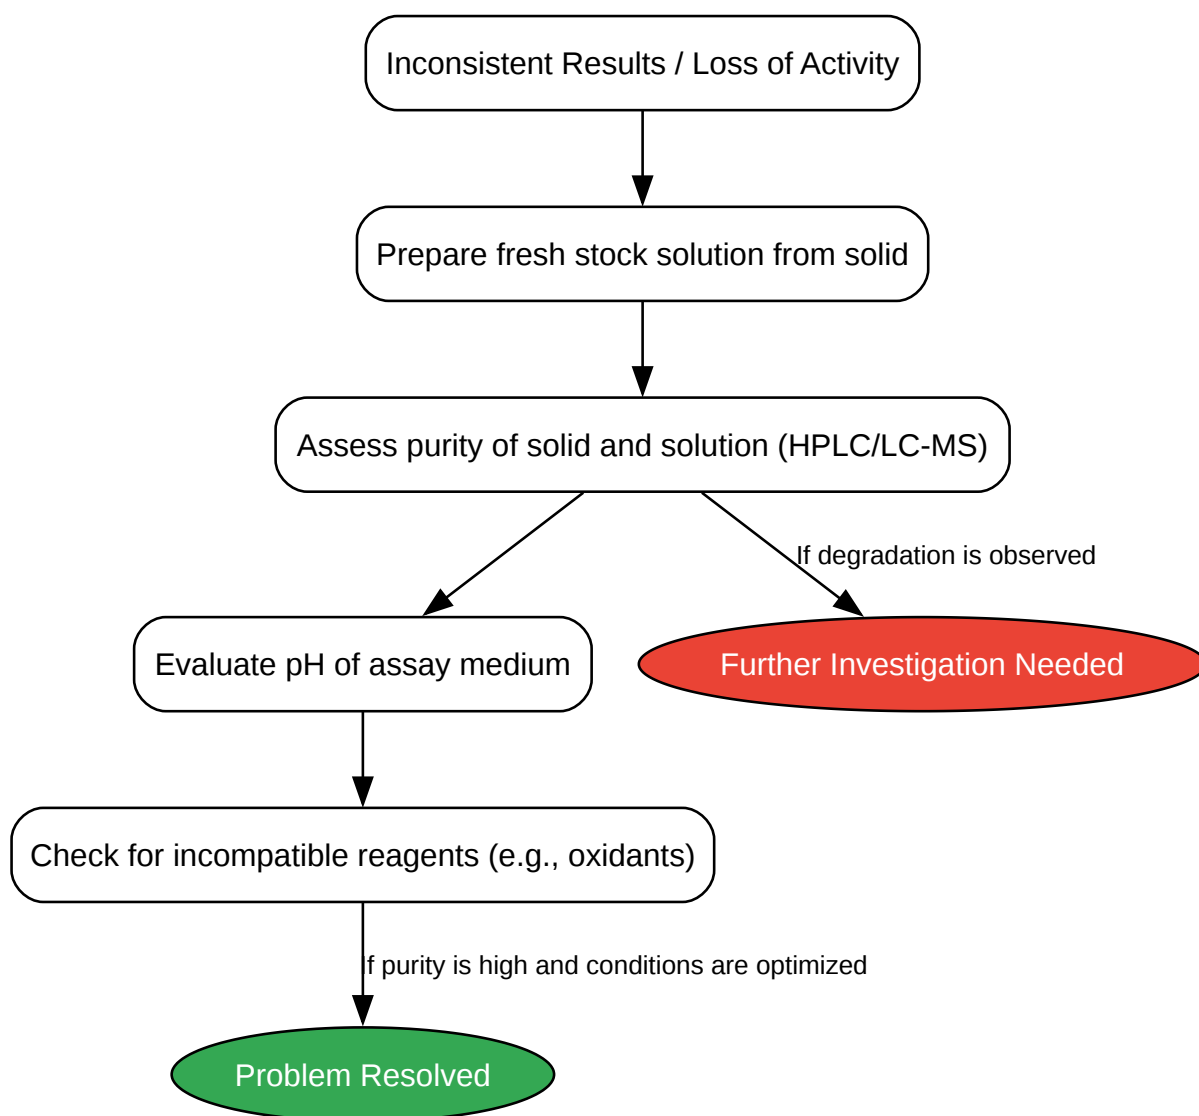 Inconsistent Results / Loss of Activity
Prepare fresh stock solution from solid
Assess purity of solid and solution (HPLC/LC-MS)
If degradation is observed
Evaluate pH of assay medium
Further Investigation Needed
Check for incompatible reagents (e.g., oxidants)
If purity is high and conditions are optimized
Problem Resolved